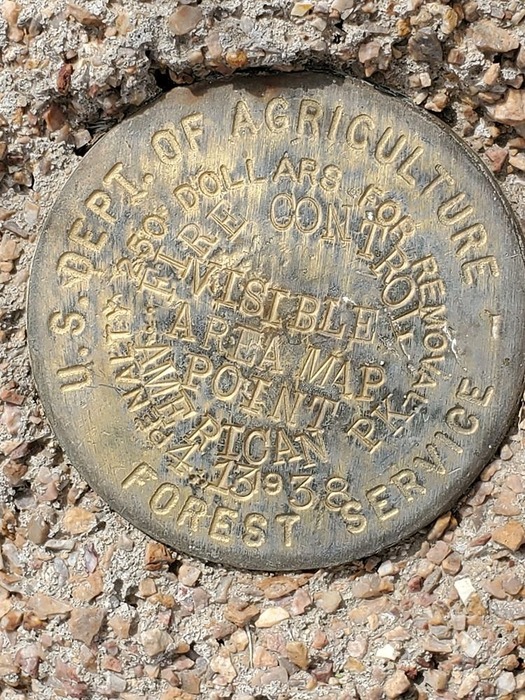 U.S. DEPT. OF AGRICULTURE
PENALTY 250 DOLLARS FOR REMOVAL
FIRE CONTROL
VISIBLE
AREA MAP
POINT
AMERICAN PK.
4-13-38
FOREST SERVICE